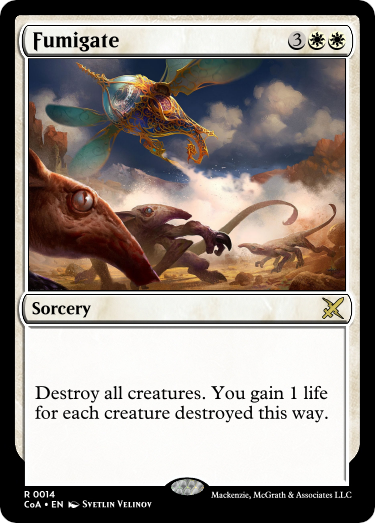 Fumigate 3
Sorcery
Destroy all creatures. You gain 1 life
for each creature destroyed this way.
R 0014
CoA • EN Svetlin Velinov
Mackenzie, McGrath & Associates LLC